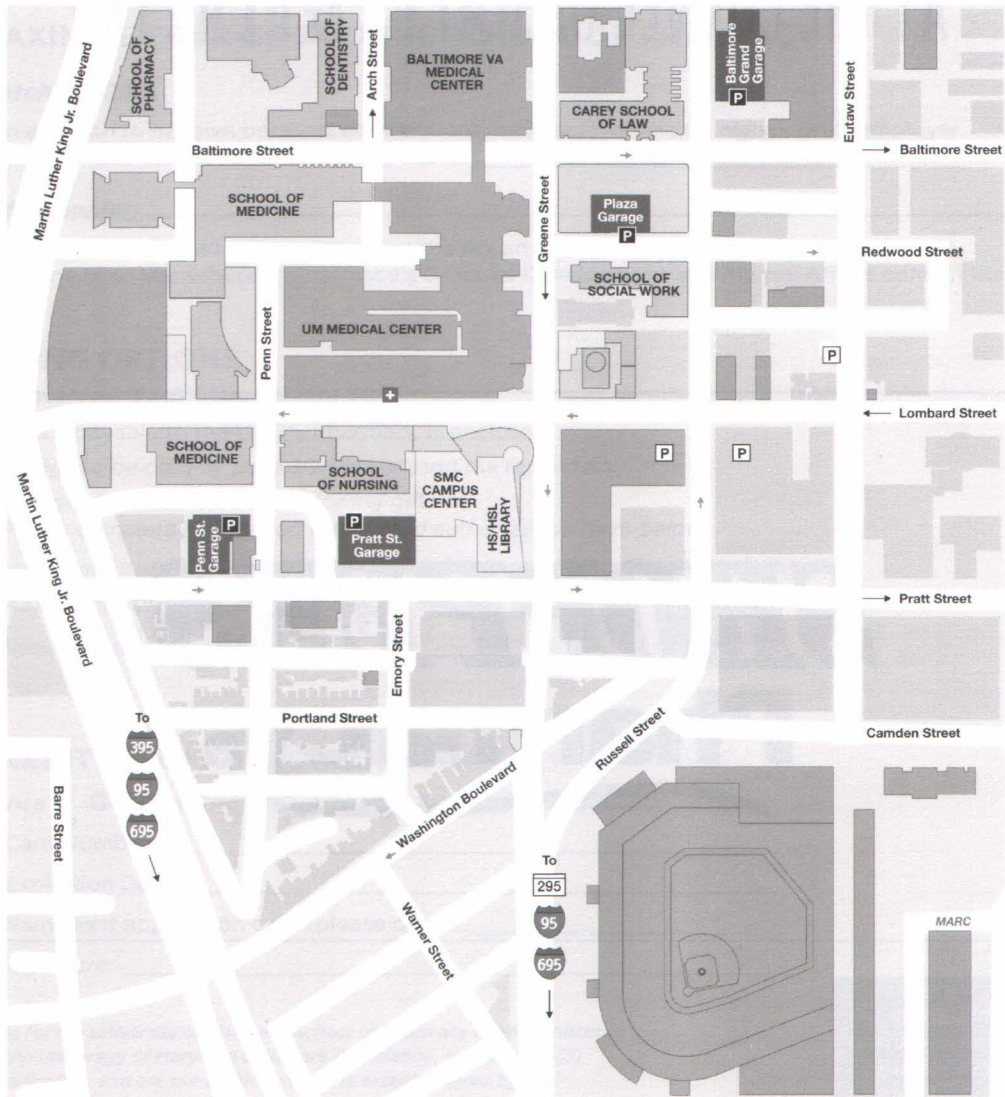 Martin Luther King Jr. Boulevard
SCHOOL OF
PHARMACY
SCHOOL OF
DENTISTRY
Arch Street
BALTIMORE VA
MEDICAL
CENTER
CAREY SCHOOL
OF LAW
Baltimore
Grand
Garage
P
Eutaw Street
Baltimore Street
Baltimore Street
SCHOOL OF
MEDICINE
Greene Street
Plaza
Garage
P
Redwood Street
SCHOOL OF
SOCIAL WORK
Penn Street
UM MEDICAL CENTER
P
Lombard Street
Martin Luther King Jr. Boulevard
SCHOOL OF
MEDICINE
SCHOOL
OF NURSING
SMC
CAMPUS
CENTER
HS/HSL
LIBRARY
P
P
Penn St.
Garage
P
P
Pratt St.
Garage
Pratt Street
Emory Street
Portland Street
Russell Street
Camden Street
To
395
95
695
Barre Street
Washington Boulevard
Warner Street
To
295
95
695
MARC